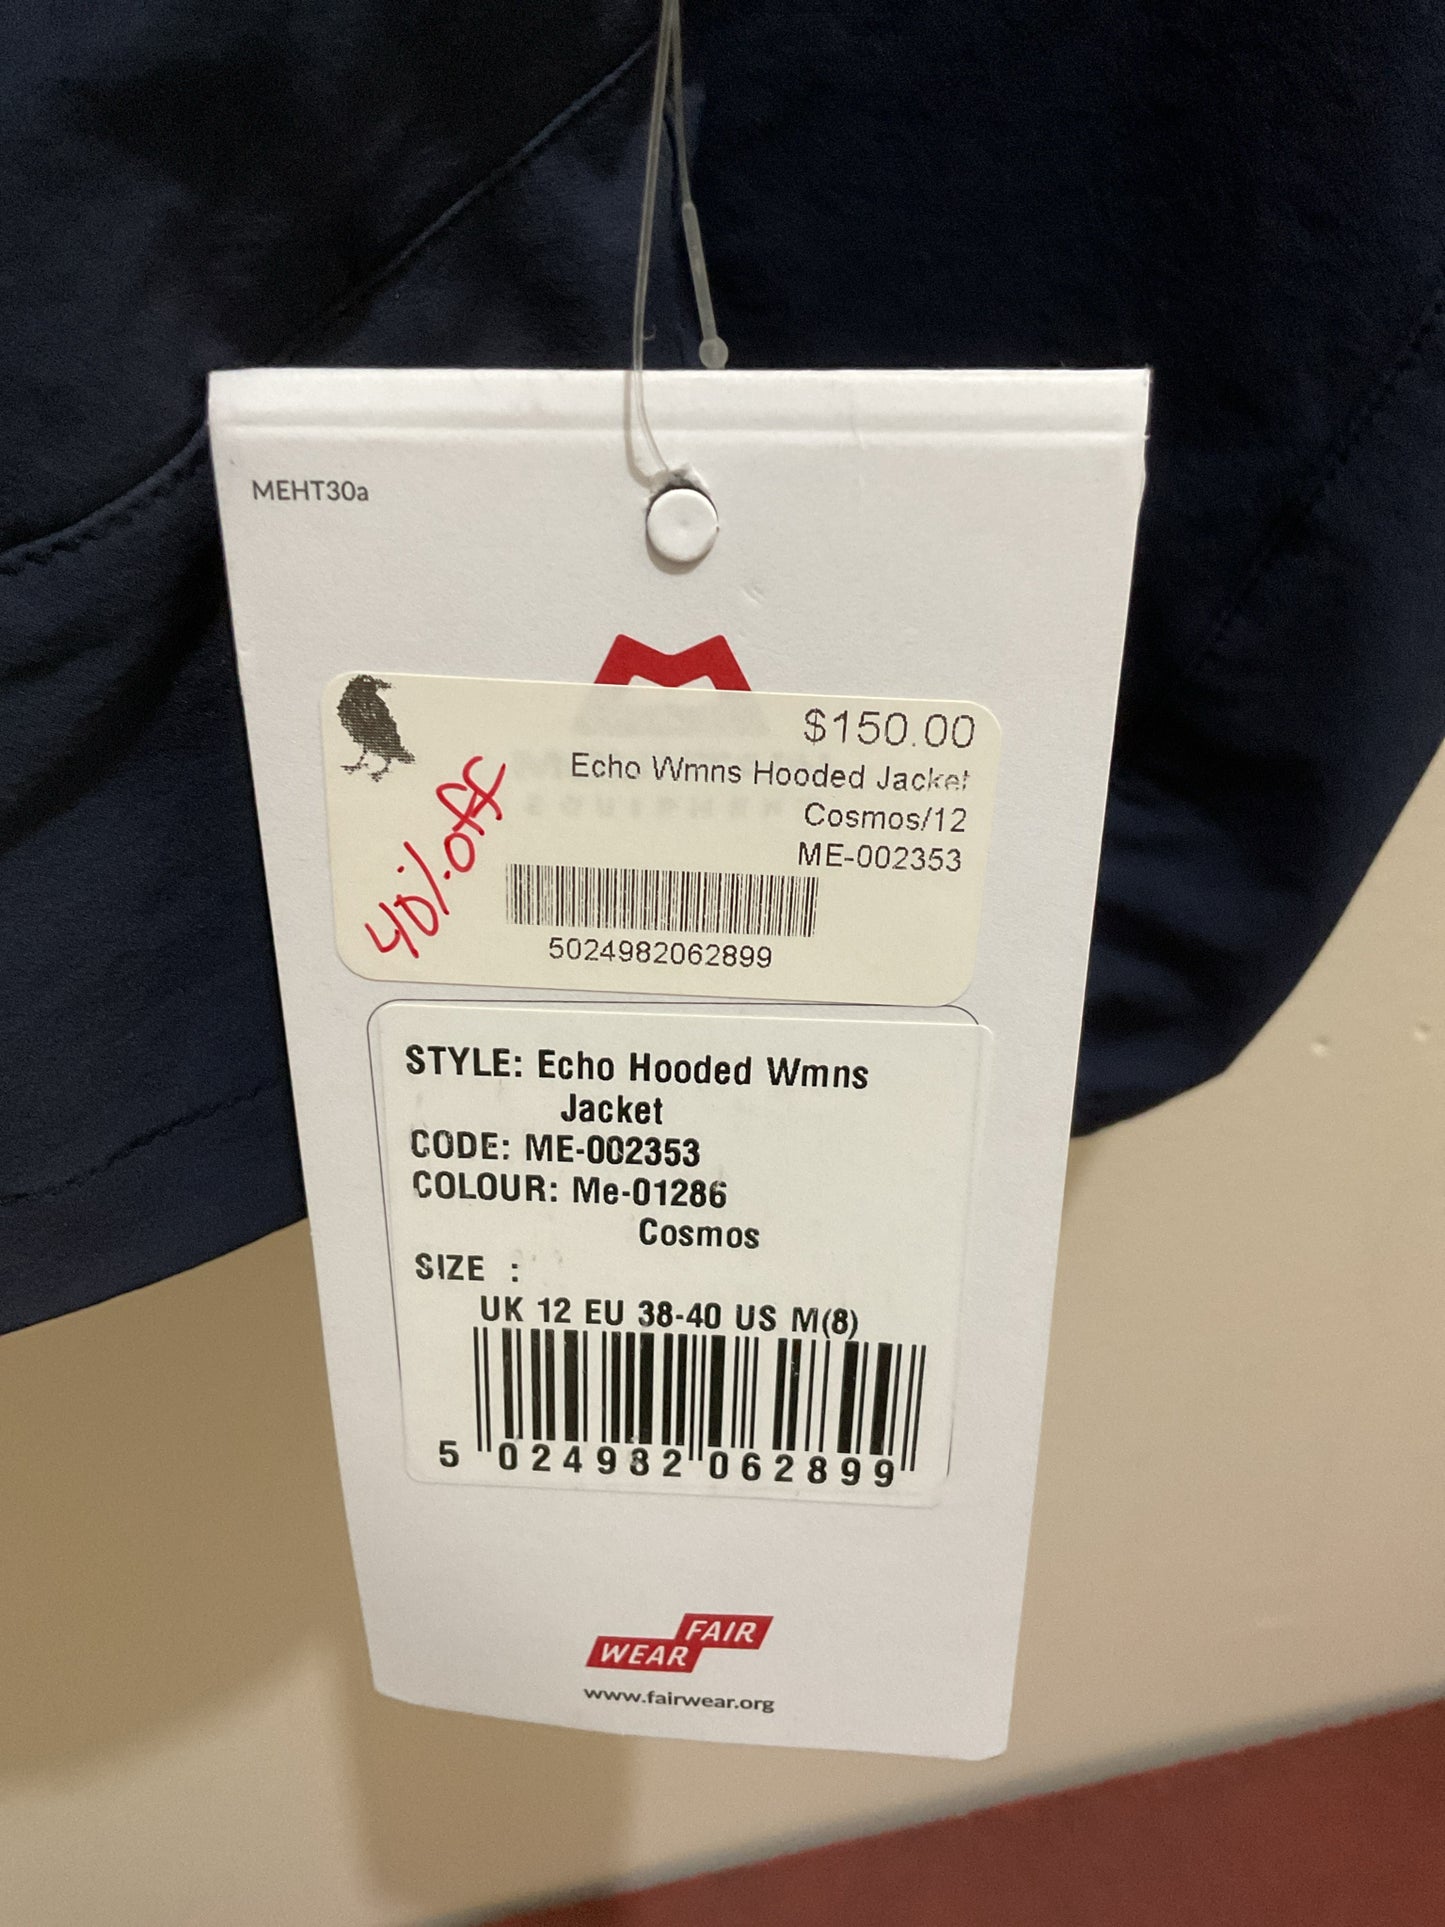 MEHT30a
$150.00
Echo Wmns Hooded Jacket
Cosmos/12
ME-002353
40% off
5024982062899
STYLE: Echo Hooded Wmns
Jacket
CODE: ME-002353
COLOUR: Me-01286
Cosmos
SIZE :
UK 12 EU 38-40 US M(8)
5 024982 062899
FAIR
WEAR
www.fairwear.org